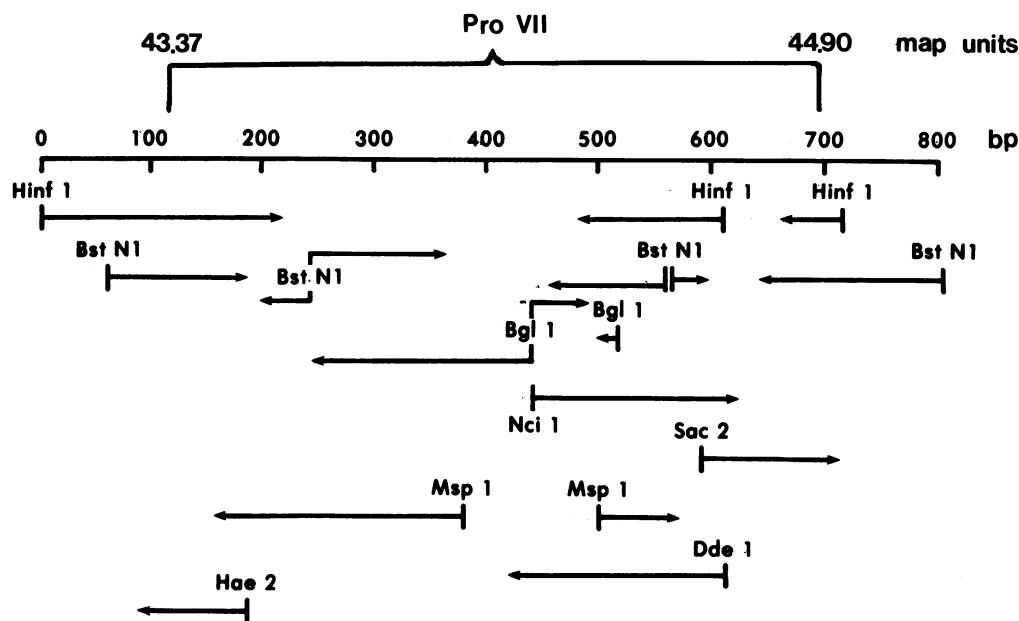 Pro VII
43.37 44.90 map units
0 100 200 300 400 500 600 700 800 bp
Hinf 1 Hinf 1 Hinf 1
Bst N1 Bst N1 Bst N1 Bst N1
Bgl 1 Bgl 1
Nci 1
Sac 2
Msp 1 Msp 1
Dde 1
Hae 2